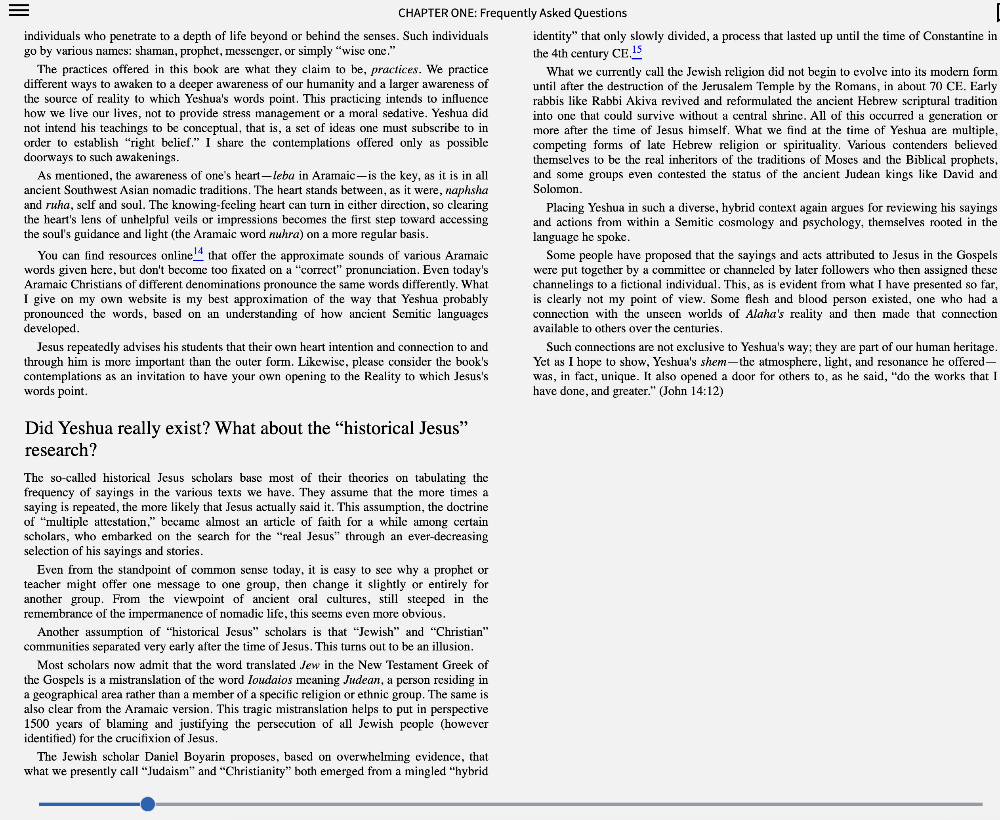 CHAPTER ONE: Frequently Asked Questions
individuals who penetrate to a depth of life beyond or behind the senses. Such individuals
go by various names: shaman, prophet, messenger, or simply “wise one.”
The practices offered in this book are what they claim to be, practices. We practice
different ways to awaken to a deeper awareness of our humanity and a larger awareness of
the source of reality to which Yeshua's words point. This practicing intends to influence
how we live our lives, not to provide stress management or a moral sedative. Yeshua did
not intend his teachings to be conceptual, that is, a set of ideas one must subscribe to in
order to establish “right belief.” I share the contemplations offered only as possible
doorways to such awakenings.
As mentioned, the awareness of one's heart—leba in Aramaic—is the key, as it is in all
ancient Southwest Asian nomadic traditions. The heart stands between, as it were, naphsha
and ruha, self and soul. The knowing-feeling heart can turn in either direction, so clearing
the heart's lens of unhelpful veils or impressions becomes the first step toward accessing
the soul's guidance and light (the Aramaic word nuhra) on a more regular basis.
You can find resources online14 that offer the approximate sounds of various Aramaic
words given here, but don't become too fixated on a “correct” pronunciation. Even today's
Aramaic Christians of different denominations pronounce the same words differently. What
I give on my own website is my best approximation of the way that Yeshua probably
pronounced the words, based on an understanding of how ancient Semitic languages
developed.
Jesus repeatedly advises his students that their own heart intention and connection to and
through him is more important than the outer form. Likewise, please consider the book's
contemplations as an invitation to have your own opening to the Reality to which Jesus's
words point.
Did Yeshua really exist? What about the “historical Jesus”
research?
The so-called historical Jesus scholars base most of their theories on tabulating the
frequency of sayings in the various texts we have. They assume that the more times a
saying is repeated, the more likely that Jesus actually said it. This assumption, the doctrine
of “multiple attestation,” became almost an article of faith for a while among certain
scholars, who embarked on the search for the “real Jesus” through an ever-decreasing
selection of his sayings and stories.
Even from the standpoint of common sense today, it is easy to see why a prophet or
teacher might offer one message to one group, then change it slightly or entirely for
another group. From the viewpoint of ancient oral cultures, still steeped in the
remembrance of the impermanence of nomadic life, this seems even more obvious.
Another assumption of “historical Jesus” scholars is that “Jewish” and “Christian”
communities separated very early after the time of Jesus. This turns out to be an illusion.
Most scholars now admit that the word translated Jew in the New Testament Greek of
the Gospels is a mistranslation of the word Ioudaios meaning Judean, a person residing in
a geographical area rather than a member of a specific religion or ethnic group. The same is
also clear from the Aramaic version. This tragic mistranslation helps to put in perspective
1500 years of blaming and justifying the persecution of all Jewish people (however
identified) for the crucifixion of Jesus.
The Jewish scholar Daniel Boyarin proposes, based on overwhelming evidence, that
what we presently call “Judaism” and “Christianity” both emerged from a mingled “hybrid
identity” that only slowly divided, a process that lasted up until the time of Constantine in
the 4th century CE.15
What we currently call the Jewish religion did not begin to evolve into its modern form
until after the destruction of the Jerusalem Temple by the Romans, in about 70 CE. Early
rabbis like Rabbi Akiva revived and reformulated the ancient Hebrew scriptural tradition
into one that could survive without a central shrine. All of this occurred a generation or
more after the time of Jesus himself. What we find at the time of Yeshua are multiple,
competing forms of late Hebrew religion or spirituality. Various contenders believed
themselves to be the real inheritors of the traditions of Moses and the Biblical prophets,
and some groups even contested the status of the ancient Judean kings like David and
Solomon.
Placing Yeshua in such a diverse, hybrid context again argues for reviewing his sayings
and actions from within a Semitic cosmology and psychology, themselves rooted in the
language he spoke.
Some people have proposed that the sayings and acts attributed to Jesus in the Gospels
were put together by a committee or channeled by later followers who then assigned these
channelings to a fictional individual. This, as is evident from what I have presented so far,
is clearly not my point of view. Some flesh and blood person existed, one who had a
connection with the unseen worlds of Alaha's reality and then made that connection
available to others over the centuries.
Such connections are not exclusive to Yeshua's way; they are part of our human heritage.
Yet as I hope to show, Yeshua's shem—the atmosphere, light, and resonance he offered—
was, in fact, unique. It also opened a door for others to, as he said, “do the works that I
have done, and greater.” (John 14:12)